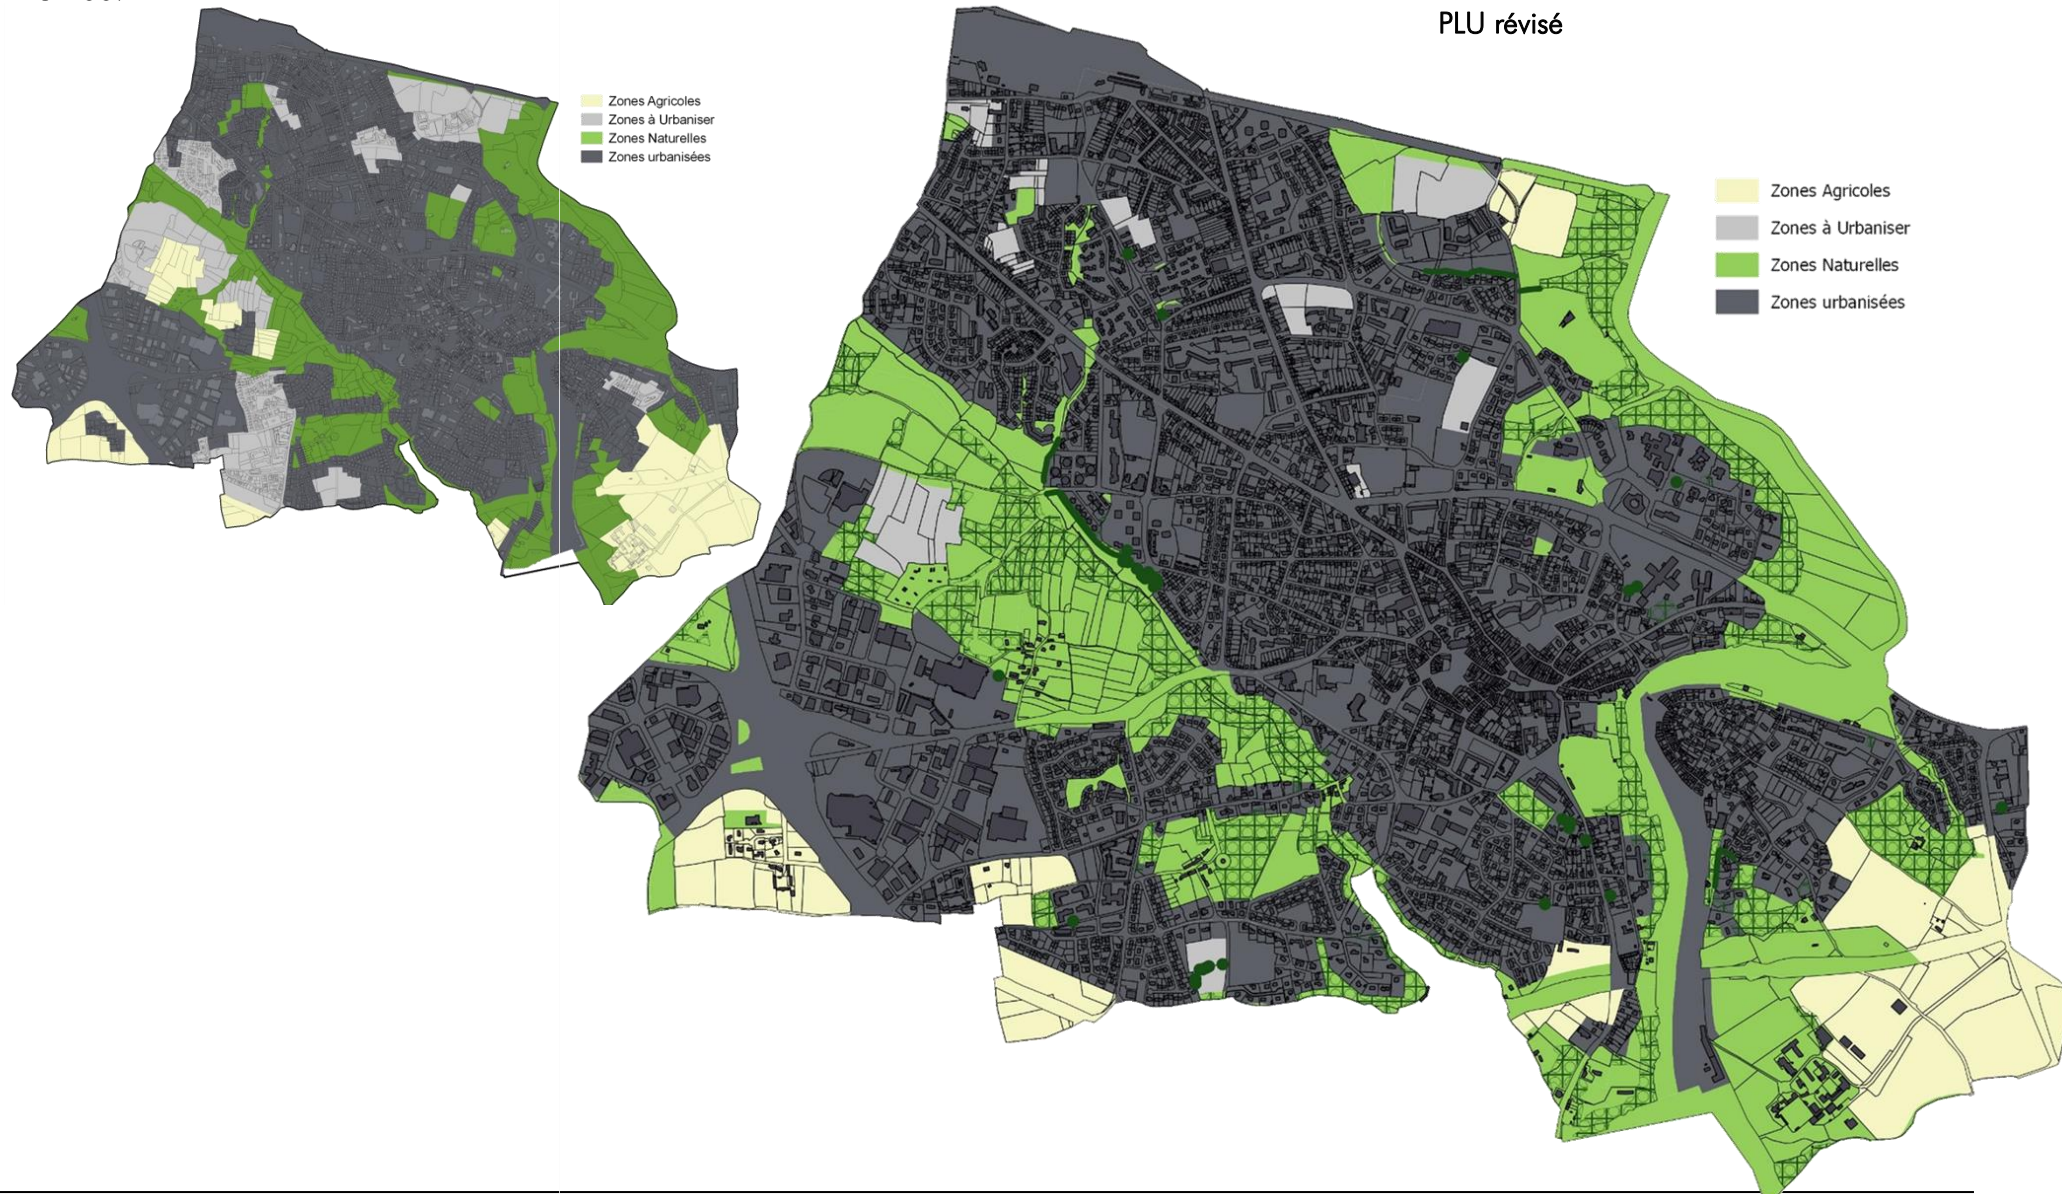 PLU révisé
Zones Agricoles
Zones à Urbaniser
Zones Naturelles
Zones urbanisées
Zones Agricoles
Zones à Urbaniser
Zones Naturelles
Zones urbanisées